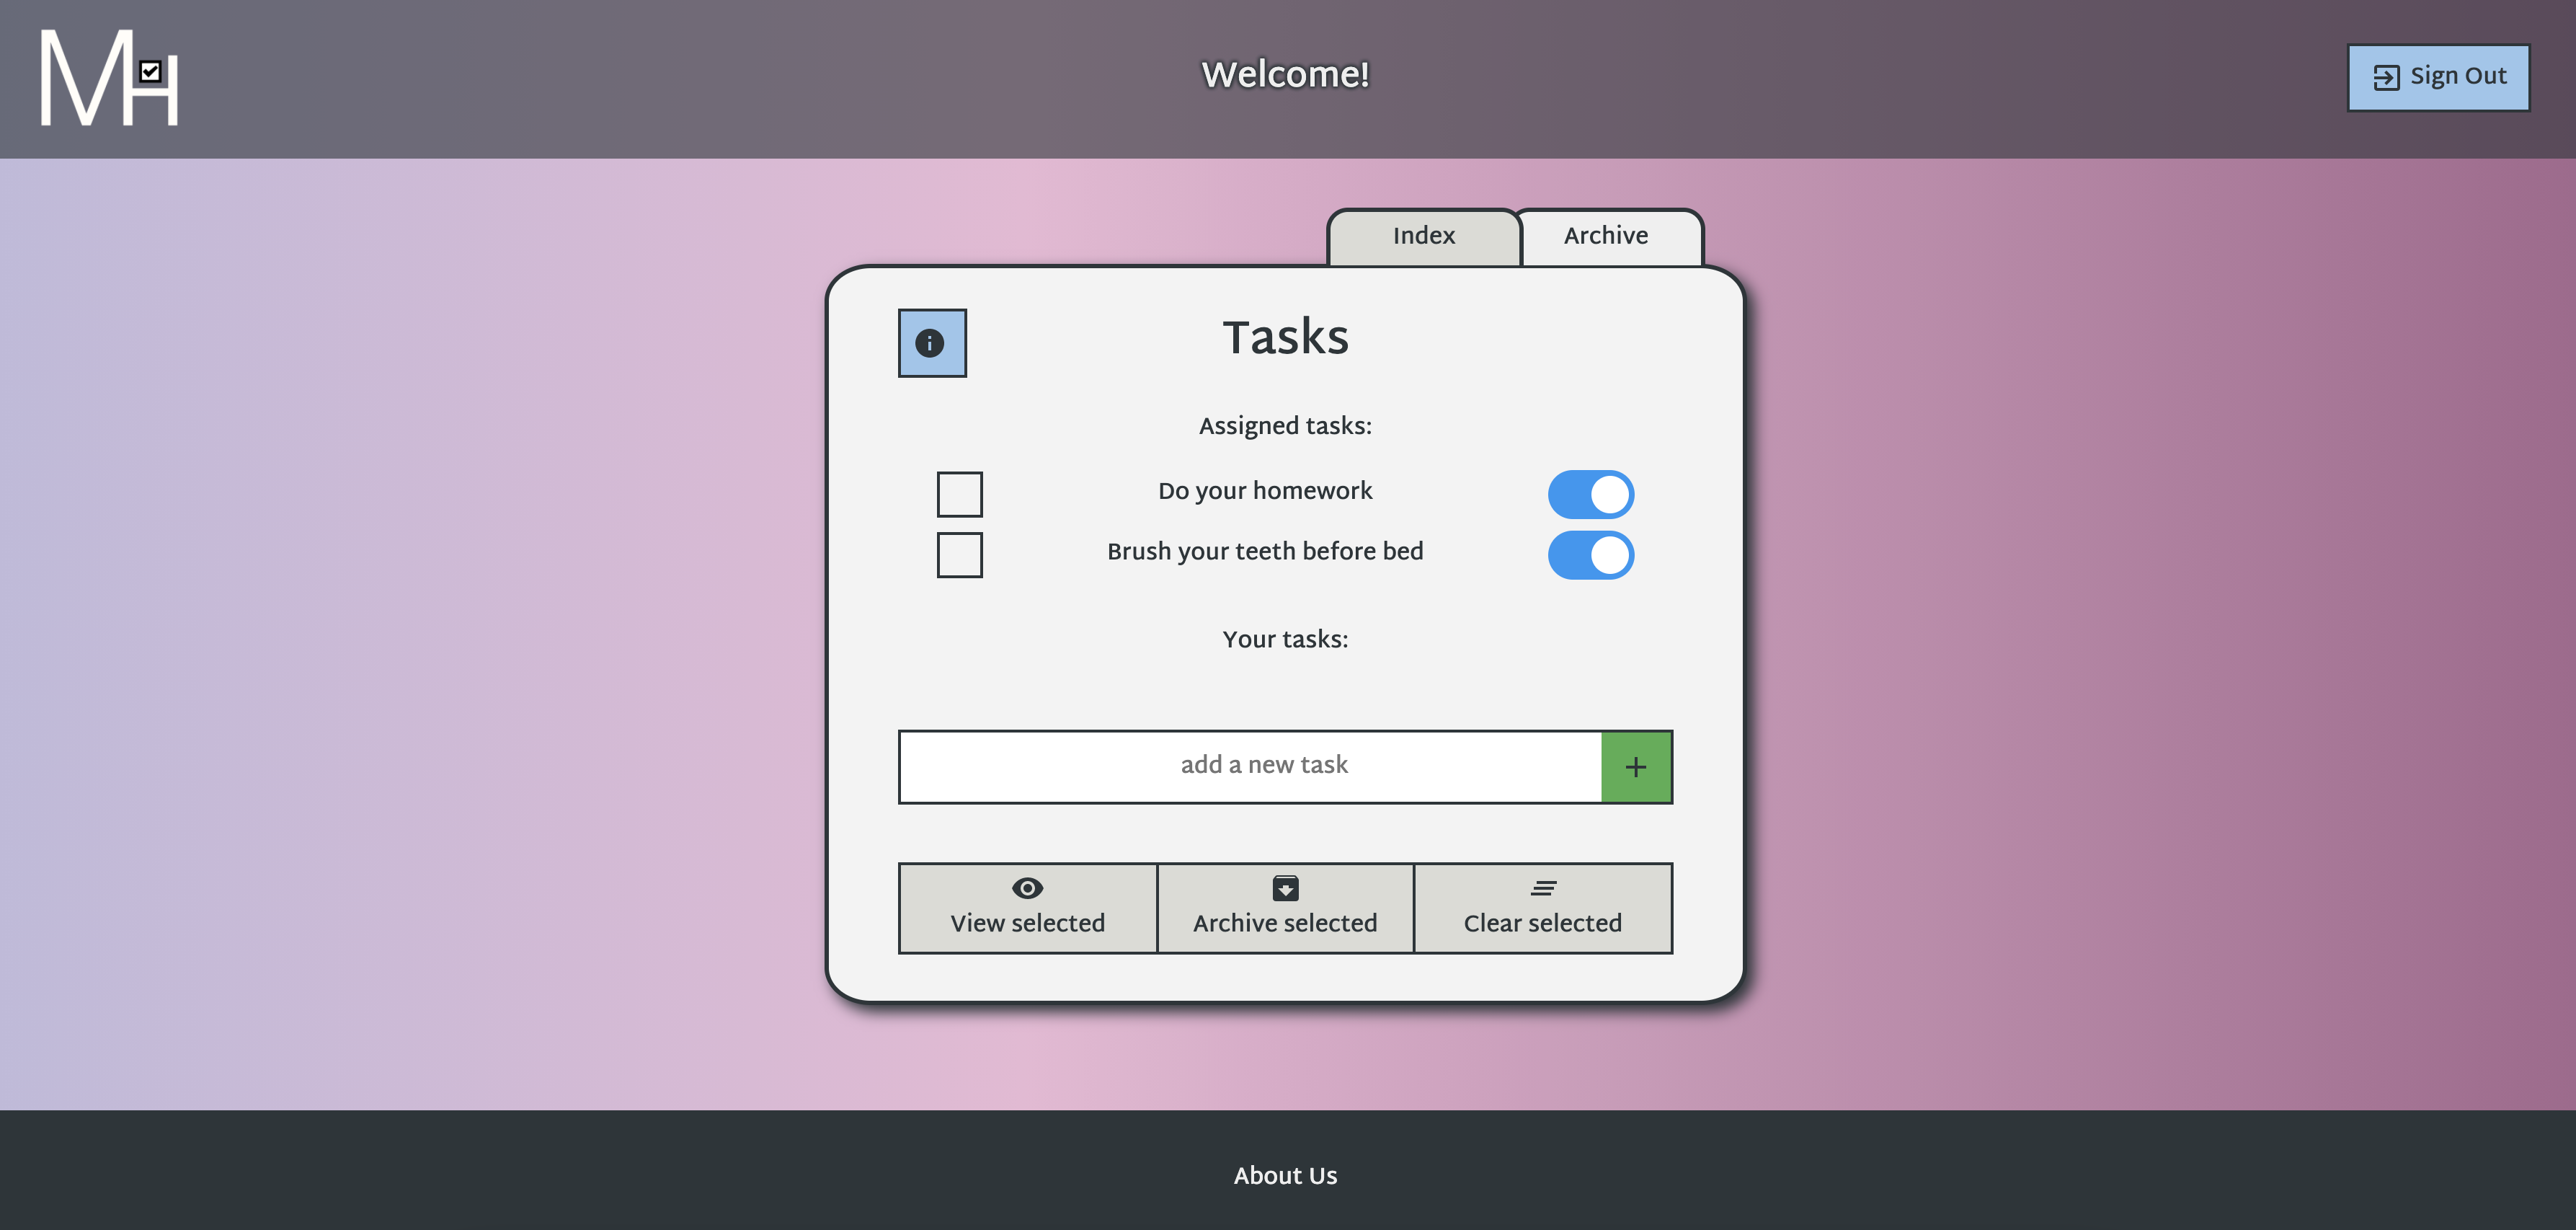 MH
Welcome!
Sign Out
Index
Archive
Tasks
Assigned tasks:
Do your homework
Brush your teeth before bed
Your tasks:
add a new task
+
View selected
Archive selected
Clear selected
About Us